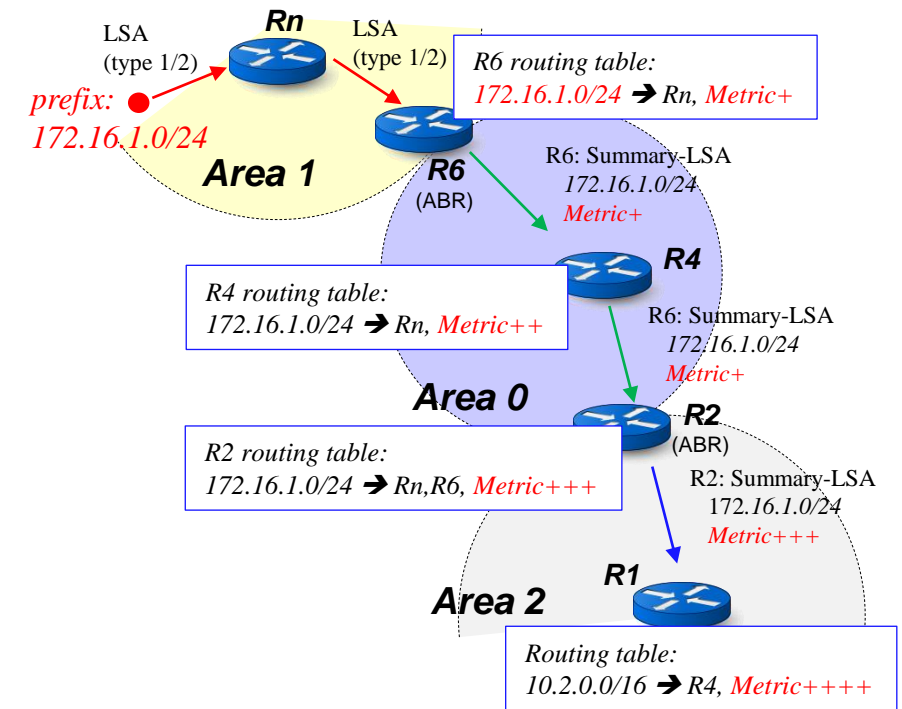 Rn
LSA
(type 1/2)
LSA
(type 1/2)
prefix:
172.16.1.0/24
R6 routing table:
172.16.1.0/24 ➔ Rn, Metric+
Area 1
R6
(ABR)
R6: Summary-LSA
172.16.1.0/24
Metric+
R4
R4 routing table:
172.16.1.0/24 ➔ Rn, Metric++
R6: Summary-LSA
172.16.1.0/24
Metric+
Area 0
R2
(ABR)
R2 routing table:
172.16.1.0/24 ➔ Rn,R6, Metric+++
R2: Summary-LSA
172.16.1.0/24
Metric+++
R1
Area 2
Routing table:
10.2.0.0/16 ➔ R4, Metric++++